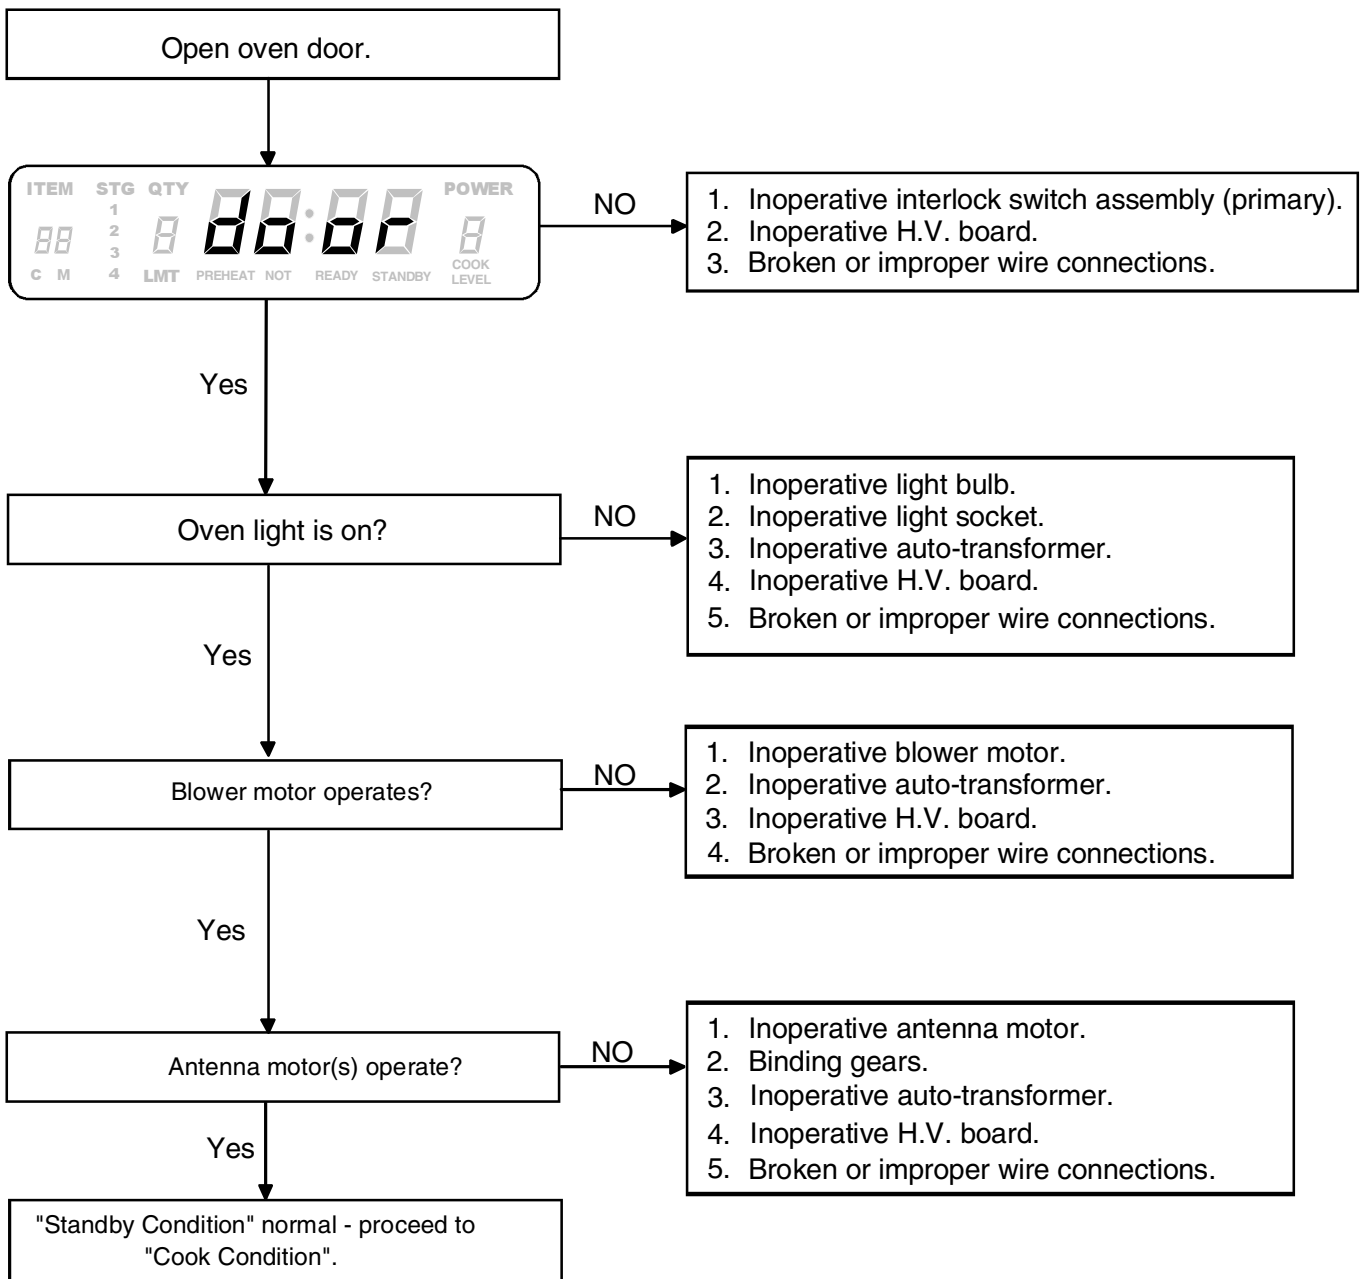 Open oven door.
ITEM STG QTY POWER
1
2
3
4
88 8 do:or 8
C M LMT PREHEAT NOT READY STANDBY COOK
LEVEL
NO
1. Inoperative interlock switch assembly (primary).
2. Inoperative H.V. board.
3. Broken or improper wire connections.
Yes
Oven light is on?
NO
1. Inoperative light bulb.
2. Inoperative light socket.
3. Inoperative auto-transformer.
4. Inoperative H.V. board.
5. Broken or improper wire connections.
Yes
Blower motor operates?
NO
1. Inoperative blower motor.
2. Inoperative auto-transformer.
3. Inoperative H.V. board.
4. Broken or improper wire connections.
Yes
Antenna motor(s) operate?
NO
1. Inoperative antenna motor.
2. Binding gears.
3. Inoperative auto-transformer.
4. Inoperative H.V. board.
5. Broken or improper wire connections.
Yes
"Standby Condition" normal - proceed to
"Cook Condition".